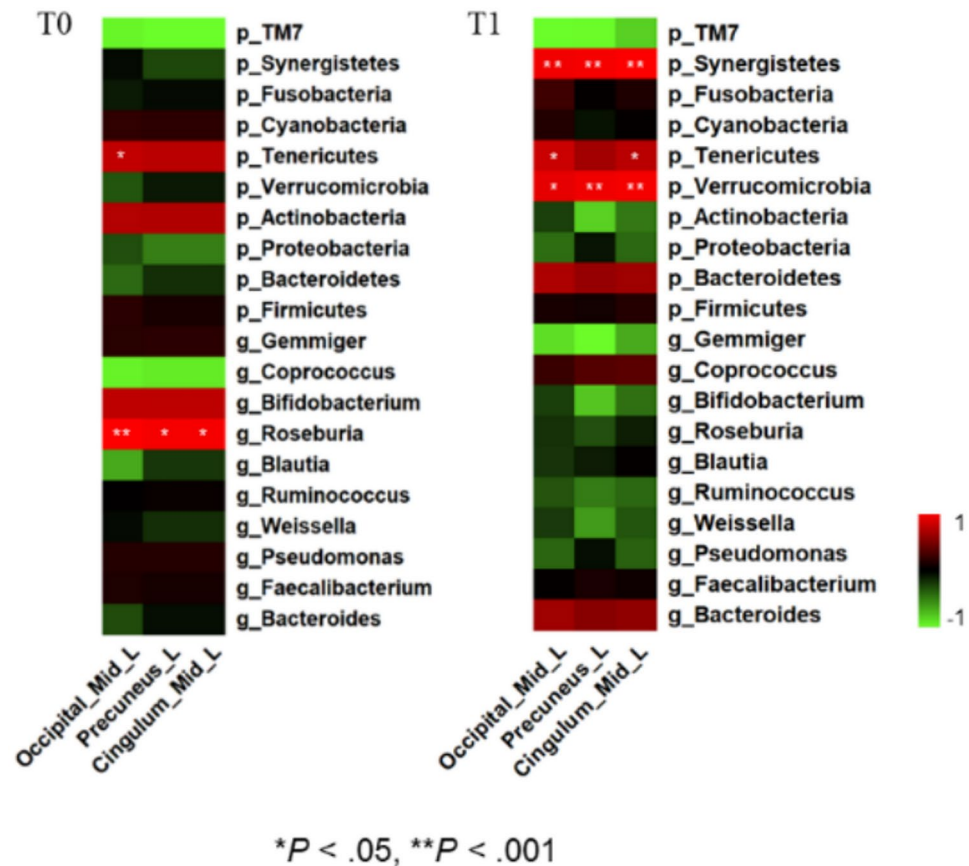 T0
p_TM7
p_Synergistetes
p_Fusobacteria
p_Cyanobacteria
* p_Tenericutes
p_Verrucomicrobia
p_Actinobacteria
p_Proteobacteria
p_Bacteroidetes
p_Firmicutes
g_Gemmiger
g_Coprococcus
g_Bifidobacterium
** * * g_Roseburia
g_Blautia
g_Ruminococcus
g_Weissella
g_Pseudomonas
g_Faecalibacterium
g_Bacteroides
Occipital_Mid_L
Precuneus_L
Cingulum_Mid_L
T1
p_TM7
** ** ** p_Synergistetes
p_Fusobacteria
p_Cyanobacteria
* * p_Tenericutes
* ** ** p_Verrucomicrobia
p_Actinobacteria
p_Proteobacteria
p_Bacteroidetes
p_Firmicutes
g_Gemmiger
g_Coprococcus
g_Bifidobacterium
g_Roseburia
g_Blautia
g_Ruminococcus
g_Weissella
g_Pseudomonas
g_Faecalibacterium
g_Bacteroides
Occipital_Mid_L
Precuneus_L
Cingulum_Mid_L
1
-1
*P < .05, **P < .001